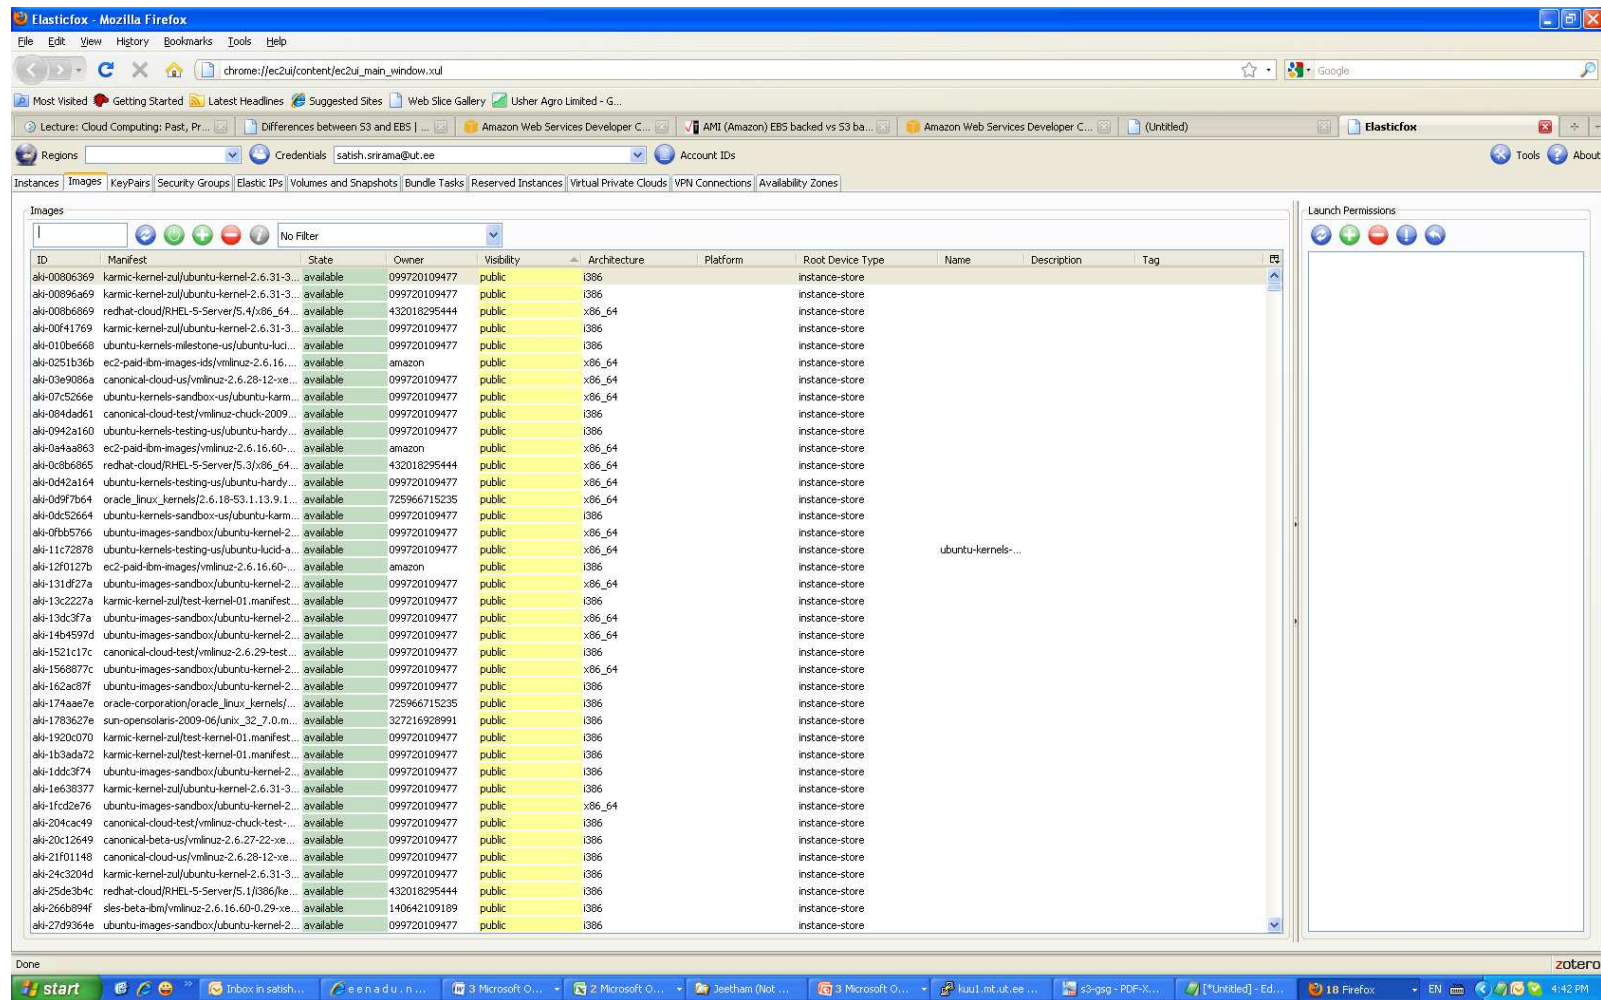 Elasticfox - Mozilla Firefox
File Edit View History Bookmarks Tools Help
chrome://ec2ui/content/ec2ui_main_window.xul Google
Most Visited Getting Started Latest Headlines Suggested Sites Web Slice Gallery Usher Agro Limited - G...
Lecture: Cloud Computing: Past, Pr... Differences between S3 and EBS | ... Amazon Web Services Developer C... AMI (Amazon) EBS backed vs S3 ba... Amazon Web Services Developer C... (Untitled) Elasticfox
Regions Credentials satish.srirama@ut.ee Account IDs Tools About
Instances Images KeyPairs Security Groups Elastic IPs Volumes and Snapshots Bundle Tasks Reserved Instances Virtual Private Clouds VPN Connections Availability Zones
Images Launch Permissions
No Filter
ID Manifest State Owner Visibility Architecture Platform Root Device Type Name Description Tag
aki-00806369 karmic-kernel-zul/ubuntu-kernel-2.6.31-3... available 099720109477 public i386 instance-store
aki-00896a69 karmic-kernel-zul/ubuntu-kernel-2.6.31-3... available 099720109477 public i386 instance-store
aki-008b6869 redhat-cloud/RHEL-5-Server/5.4/x86_64... available 432018295444 public x86_64 instance-store
aki-00f41769 karmic-kernel-zul/ubuntu-kernel-2.6.31-3... available 099720109477 public i386 instance-store
aki-010be668 ubuntu-kernels-milestone-us/ubuntu-luci... available 099720109477 public i386 instance-store
aki-0251b36b ec2-paid-ibm-images-ids/vmlinuz-2.6.16.... available amazon public x86_64 instance-store
aki-03e9086a canonical-cloud-us/vmlinuz-2.6.28-12-xe... available 099720109477 public x86_64 instance-store
aki-07c5266e ubuntu-kernels-sandbox-us/ubuntu-karm... available 099720109477 public x86_64 instance-store
aki-084dad61 canonical-cloud-test/vmlinuz-chuck-2009... available 099720109477 public i386 instance-store
aki-0942a160 ubuntu-kernels-testing-us/ubuntu-hardy... available 099720109477 public i386 instance-store
aki-0a4aa863 ec2-paid-ibm-images/vmlinuz-2.6.16.60-... available amazon public x86_64 instance-store
aki-0c8b6865 redhat-cloud/RHEL-5-Server/5.3/x86_64... available 432018295444 public x86_64 instance-store
aki-0d42a164 ubuntu-kernels-testing-us/ubuntu-hardy... available 099720109477 public x86_64 instance-store
aki-0d9f7b64 oracle_linux_kernels/2.6.18-53.1.13.9.1... available 725966715235 public x86_64 instance-store
aki-0dc52664 ubuntu-kernels-sandbox-us/ubuntu-karm... available 099720109477 public i386 instance-store
aki-0fbb5766 ubuntu-images-sandbox/ubuntu-kernel-2... available 099720109477 public x86_64 instance-store
aki-11c72878 ubuntu-kernels-testing-us/ubuntu-lucid-a... available 099720109477 public x86_64 instance-store ubuntu-kernels-...
aki-12f0127b ec2-paid-ibm-images/vmlinuz-2.6.16.60-... available amazon public i386 instance-store
aki-131df27a ubuntu-images-sandbox/ubuntu-kernel-2... available 099720109477 public x86_64 instance-store
aki-13c2227a karmic-kernel-zul/test-kernel-01.manifest... available 099720109477 public i386 instance-store
aki-13dc3f7a ubuntu-images-sandbox/ubuntu-kernel-2... available 099720109477 public x86_64 instance-store
aki-14b4597d ubuntu-images-sandbox/ubuntu-kernel-2... available 099720109477 public x86_64 instance-store
aki-1521c17c canonical-cloud-test/vmlinuz-2.6.29-test... available 099720109477 public i386 instance-store
aki-1568877c ubuntu-images-sandbox/ubuntu-kernel-2... available 099720109477 public x86_64 instance-store
aki-162ac87f ubuntu-images-sandbox/ubuntu-kernel-2... available 099720109477 public i386 instance-store
aki-174aae7e oracle-corporation/oracle_linux_kernels/... available 725966715235 public i386 instance-store
aki-1783627e sun-opensolaris-2009-06/unix_32_7.0.m... available 327216928991 public i386 instance-store
aki-1920c070 karmic-kernel-zul/test-kernel-01.manifest... available 099720109477 public i386 instance-store
aki-1b3ada72 karmic-kernel-zul/test-kernel-01.manifest... available 099720109477 public i386 instance-store
aki-1ddc3f74 ubuntu-images-sandbox/ubuntu-kernel-2... available 099720109477 public i386 instance-store
aki-1e638377 karmic-kernel-zul/ubuntu-kernel-2.6.31-3... available 099720109477 public i386 instance-store
aki-1fcd2e76 ubuntu-images-sandbox/ubuntu-kernel-2... available 099720109477 public x86_64 instance-store
aki-204cac49 canonical-cloud-test/vmlinuz-chuck-test-... available 099720109477 public i386 instance-store
aki-20c12649 canonical-beta-us/vmlinuz-2.6.27-22-xe... available 099720109477 public i386 instance-store
aki-21f01148 canonical-cloud-us/vmlinuz-2.6.28-12-xe... available 099720109477 public i386 instance-store
aki-24c3204d karmic-kernel-zul/ubuntu-kernel-2.6.31-3... available 099720109477 public i386 instance-store
aki-25de3b4c redhat-cloud/RHEL-5-Server/5.1/i386/ke... available 432018295444 public i386 instance-store
aki-266b894f sles-beta-ibm/vmlinuz-2.6.16.60-0.29-xe... available 140642109189 public i386 instance-store
aki-27d9364e ubuntu-images-sandbox/ubuntu-kernel-2... available 099720109477 public i386 instance-store
Done zotero
start Inbox in satish... e e n a d u . n ... 3 Microsoft O... 2 Microsoft O... Jeetham (Not ... 3 Microsoft O... kuu1.mt.ut.ee ... s3-gsg - PDF-X... [*Untitled] - Ed... 18 Firefox EN 4:42 PM